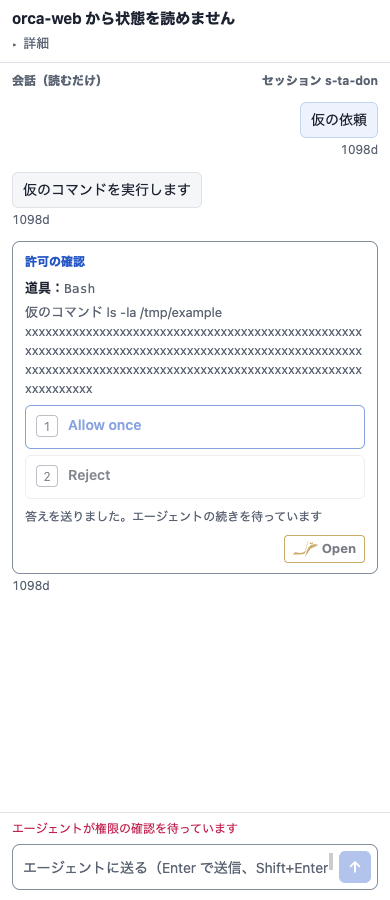 orca-web から状態を読めません
▸ 詳細
会話（読むだけ） セッション s-ta-don
仮の依頼
1098d
仮のコマンドを実行します
1098d
許可の確認
道具：Bash
仮のコマンド ls -la /tmp/example
xxxxxxxxxxxxxxxxxxxxxxxxxxxxxxxxxxxxxxxxxxxxxxxxxx
xxxxxxxxxxxxxxxxxxxxxxxxxxxxxxxxxxxxxxxxxxxxxxxxxx
xxxxxxxxxxxxxxxxxxxxxxxxxxxxxxxxxxxxxxxxxxxxxxxxxx
xxxxxxxxxx
1 Allow once
2 Reject
答えを送りました。エージェントの続きを待っています
Open
1098d
エージェントが権限の確認を待っています
エージェントに送る（Enter で送信、Shift+Enter